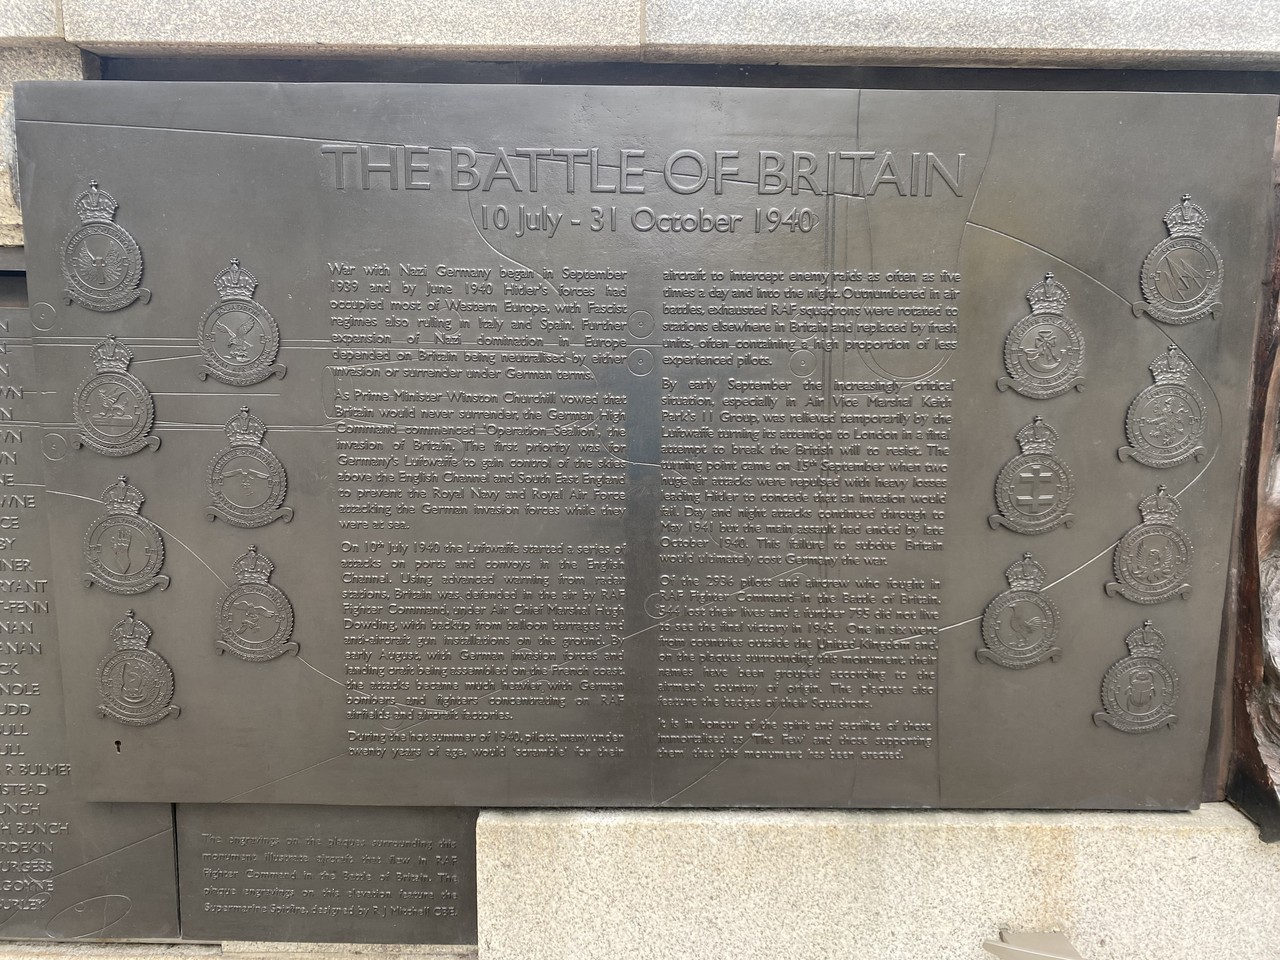 THE BATTLE OF BRITAIN
10 July - 31 October 1940
War with Nazi Germany began in September
1939 and by June 1940 Hitler's forces had
occupied most of Western Europe, with Fascist
regimes also ruling in Italy and Spain. Further
expansion of Nazi domination in Europe
depended on Britain being neutralised by either
invasion or surrender under German terms.
As Prime Minister Winston Churchill vowed that
Britain would never surrender, the German High
Command commenced 'Operation Sealion', the
invasion of Britain. The first priority was for
Germany's Luftwaffe to gain control of the skies
above the English Channel and South East England
to prevent the Royal Navy and Royal Air Force
attacking the German invasion forces while they
were at sea.
On 10th July 1940 the Luftwaffe started a series of
attacks on ports and convoys in the English
Channel. Using advanced warning from radar
stations, Britain was defended in the air by RAF
Fighter Command, under Air Chief Marshal Hugh
Dowding, with backup from balloon barrages and
anti-aircraft gun installations on the ground. By
early August, with German invasion forces and
landing craft being assembled on the French coast,
the attacks became much heavier with German
bombers and fighters concentrating on RAF
airfields and aircraft factories.
During the hot summer of 1940, pilots, many under
twenty years of age, would 'scramble' for their
aircraft to intercept enemy raids as often as five
times a day and into the night. Outnumbered in air
battles, exhausted RAF squadrons were rotated to
stations elsewhere in Britain and replaced by fresh
units, often containing a high proportion of less
experienced pilots.
By early September the increasingly critical
situation, especially in Air Vice Marshal Keith
Park's 11 Group, was relieved temporarily by the
Luftwaffe turning its attention to London in a final
attempt to break the British will to resist. The
turning point came on 15th September when two
huge air attacks were repulsed with heavy losses
leading Hitler to concede that an invasion would
fail. Day and night attacks continued through to
May 1941 but the main assault had ended by late
October 1940. This failure to subdue Britain
would ultimately cost Germany the war.
Of the 2936 pilots and aircrew who fought in
RAF Fighter Command in the Battle of Britain,
544 lost their lives and a further 795 did not live
to see the final victory in 1945. One in six were
from countries outside the United Kingdom and,
on the plaques surrounding this monument, their
names have been grouped according to the
airmen's country of origin. The plaques also
feature the badges of their Squadrons.
It is in honour of the spirit and sacrifice of those
immortalised as 'The Few' and those supporting
them that this monument has been erected.
OWN
OWN
WNE
CE
BY
NER
RYANT
-FENN
NAN
ANAN
CK
NOLE
UDD
ULL
ULL
R BULMER
STEAD
UNCH
H BUNCH
RDEKIN
URGESS
GOYNE
URLEY
The engravings on the plaques surrounding this
monument illustrate aircraft that flew in RAF
Fighter Command in the Battle of Britain. The
plaque engravings on this elevation feature the
Supermarine Spitfire, designed by R J Mitchell CBE.